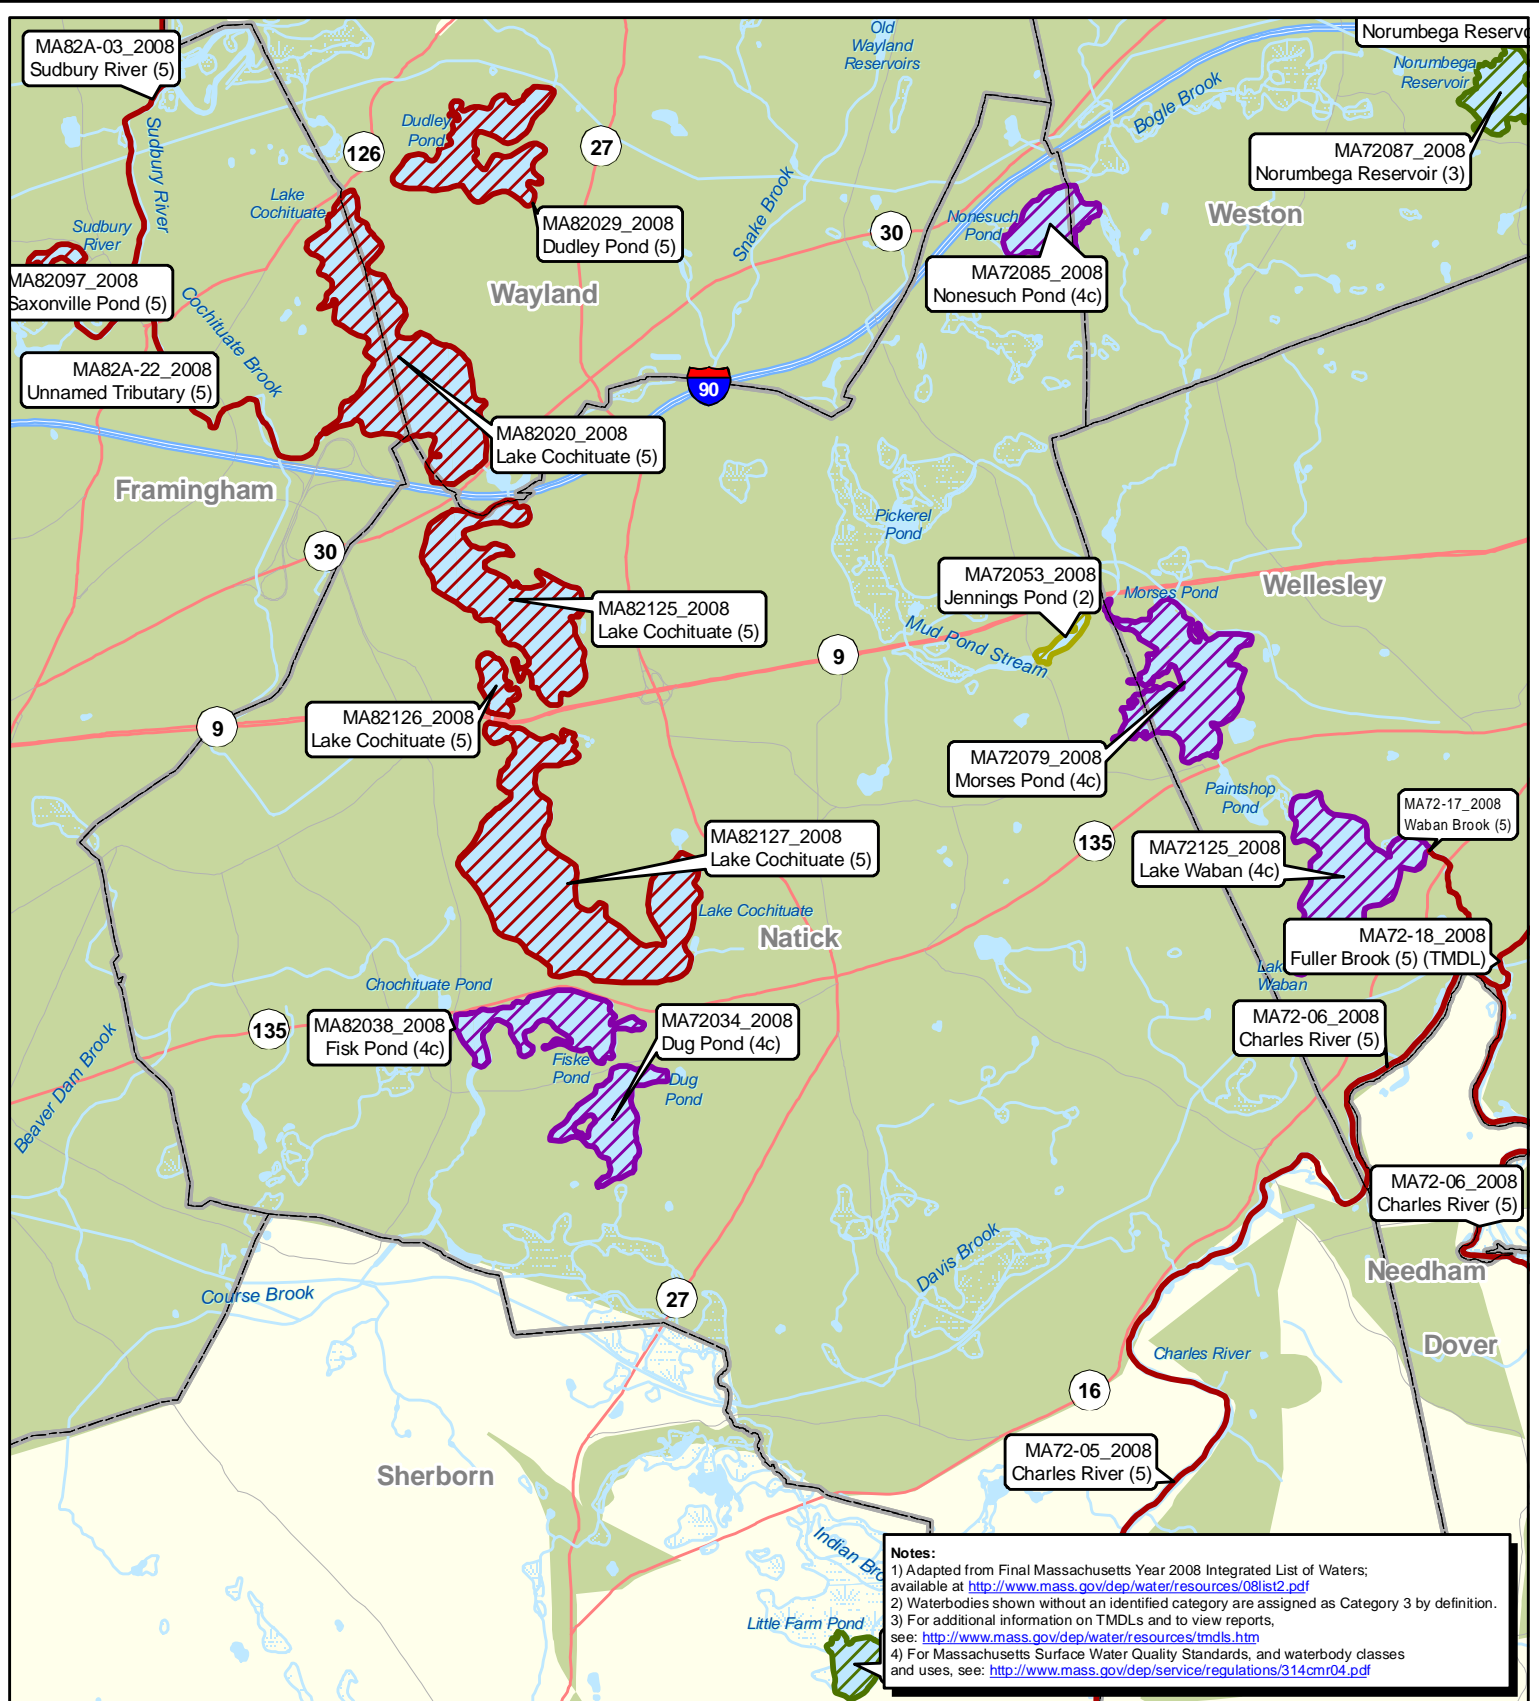 MA82A-03_2008
Sudbury River (5)
Sudbury River
126
Dudley
Pond
27
Old
Wayland
Reservoirs
Bogle Brook
Norumbega Reservo
Norumbega
Reservoir
MA72087_2008
Norumbega Reservoir (3)
Lake
Cochituate
MA82029_2008
Dudley Pond (5)
Snake Brook
30
Nonesuch
Pond
Weston
Sudbury
River
MA82097_2008
Saxonville Pond (5)
Cochituate Brook
Wayland
MA72085_2008
Nonesuch Pond (4c)
MA82A-22_2008
Unnamed Tributary (5)
90
MA82020_2008
Lake Cochituate (5)
Framingham
Pickerel
Pond
30
MA72053_2008
Jennings Pond (2)
Morses Pond
Wellesley
MA82125_2008
Lake Cochituate (5)
Mud Pond Stream
9
MA82126_2008
Lake Cochituate (5)
9
MA72079_2008
Morses Pond (4c)
Paintshop
Pond
MA72-17_2008
Waban Brook (5)
MA82127_2008
Lake Cochituate (5)
135
MA72125_2008
Lake Waban (4c)
Lake Cochituate
Natick
MA72-18_2008
Fuller Brook (5) (TMDL)
Waban
Chochituate Pond
MA72-06_2008
Charles River (5)
135
MA82038_2008
Fisk Pond (4c)
MA72034_2008
Dug Pond (4c)
Fiske
Pond
Dug
Pond
Beaver Dam Brook
MA72-06_2008
Charles River (5)
Davis Brook
Needham
Course Brook
27
Dover
Charles River
16
MA72-05_2008
Charles River (5)
Sherborn
Indian Bro
Little Farm Pond
Notes:
1) Adapted from Final Massachusetts Year 2008 Integrated List of Waters;
available at http://www.mass.gov/dep/water/resources/08list2.pdf
2) Waterbodies shown without an identified category are assigned as Category 3 by definition.
3) For additional information on TMDLs and to view reports,
see: http://www.mass.gov/dep/water/resources/tmdls.htm
4) For Massachusetts Surface Water Quality Standards, and waterbody classes
and uses, see: http://www.mass.gov/dep/service/regulations/314cmr04.pdf